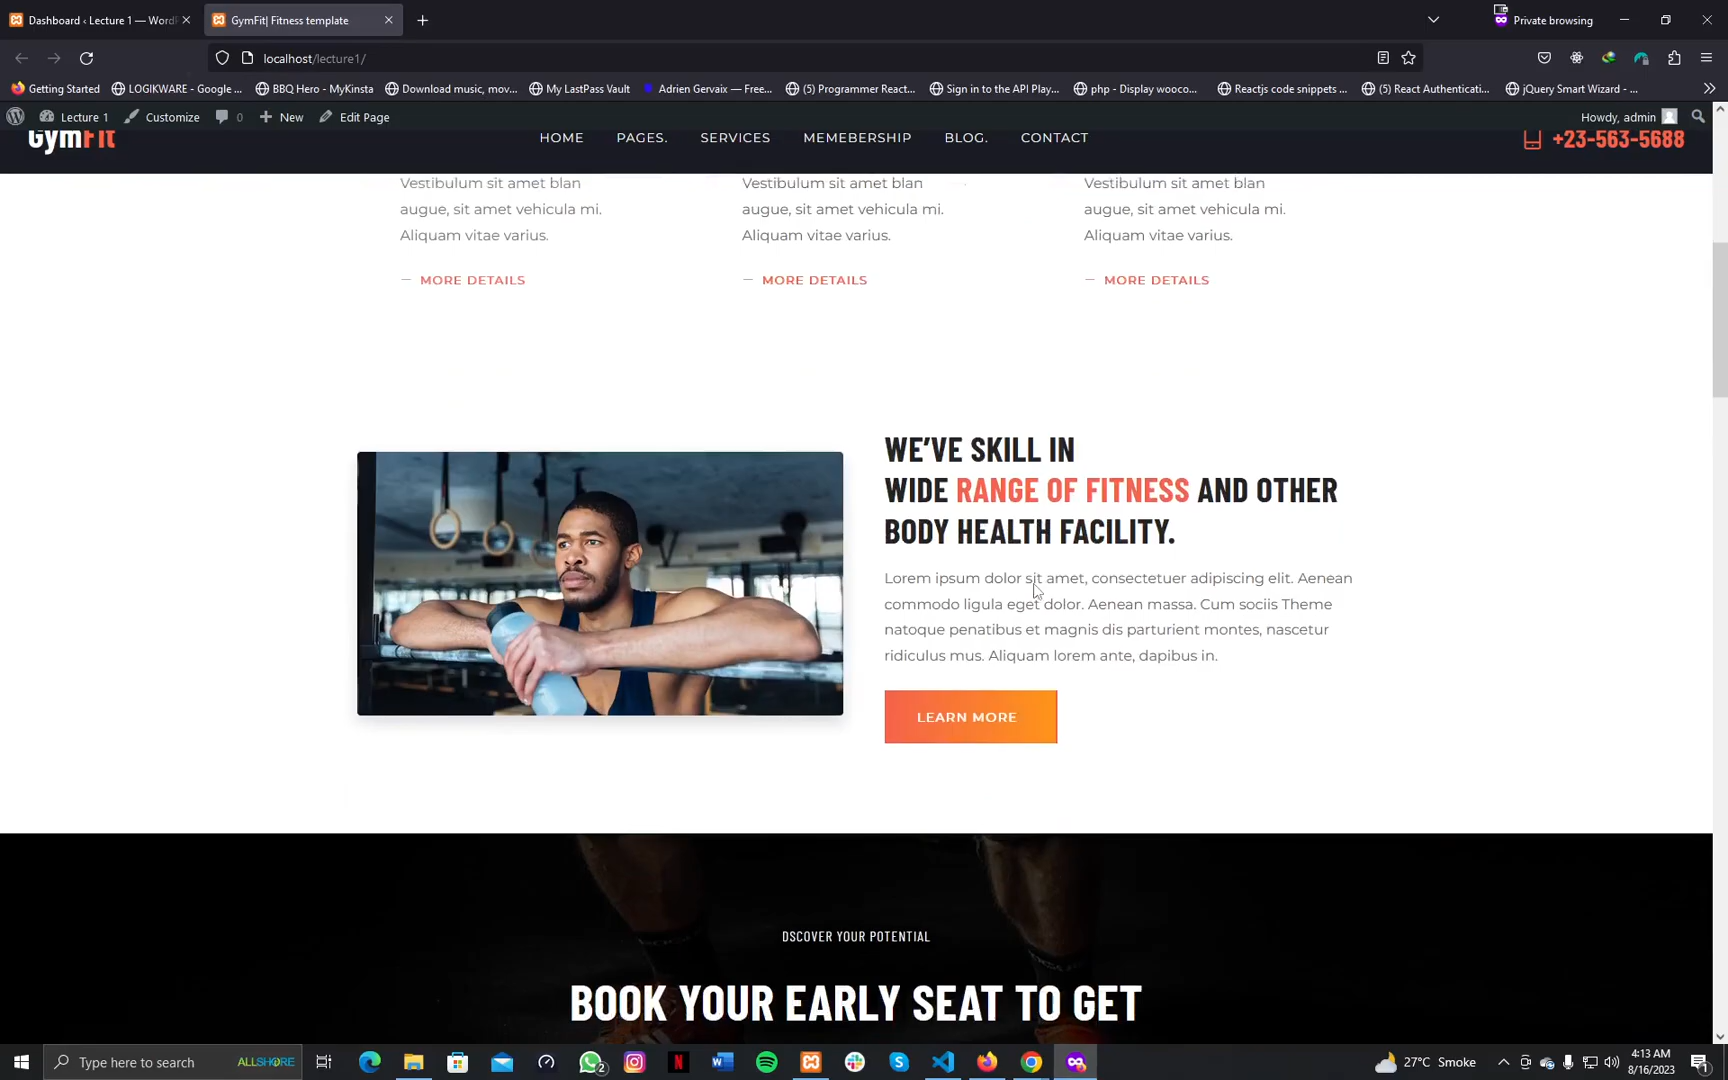 Dashboard ‹ Lecture 1 — WordP
GymFit| Fitness template
Private browsing
localhost/lecture1/
Getting Started
LOGIKWARE - Google ...
BBQ Hero - MyKinsta
Download music, mov...
My LastPass Vault
Adrien Gervaix — Free...
(5) Programmer React...
Sign in to the API Play...
php - Display wooco...
Reactjs code snippets ...
(5) React Authenticati...
jQuery Smart Wizard - ...
Lecture 1
Customize
0
New
Edit Page
Howdy, admin
GymFit
HOME
PAGES.
SERVICES
MEMEBERSHIP
BLOG.
CONTACT
+23-563-5688
Vestibulum sit amet blan
augue, sit amet vehicula mi.
Aliquam vitae varius.
MORE DETAILS
Vestibulum sit amet blan
augue, sit amet vehicula mi.
Aliquam vitae varius.
MORE DETAILS
Vestibulum sit amet blan
augue, sit amet vehicula mi.
Aliquam vitae varius.
MORE DETAILS
WE’VE SKILL IN
WIDE RANGE OF FITNESS AND OTHER
BODY HEALTH FACILITY.
Lorem ipsum dolor sit amet, consectetuer adipiscing elit. Aenean
commodo ligula eget dolor. Aenean massa. Cum sociis Theme
natoque penatibus et magnis dis parturient montes, nascetur
ridiculus mus. Aliquam lorem ante, dapibus in.
LEARN MORE
DSCOVER YOUR POTENTIAL
BOOK YOUR EARLY SEAT TO GET
Type here to search
ALLSHORE
2
27°C Smoke
4:13 AM
8/16/2023
1